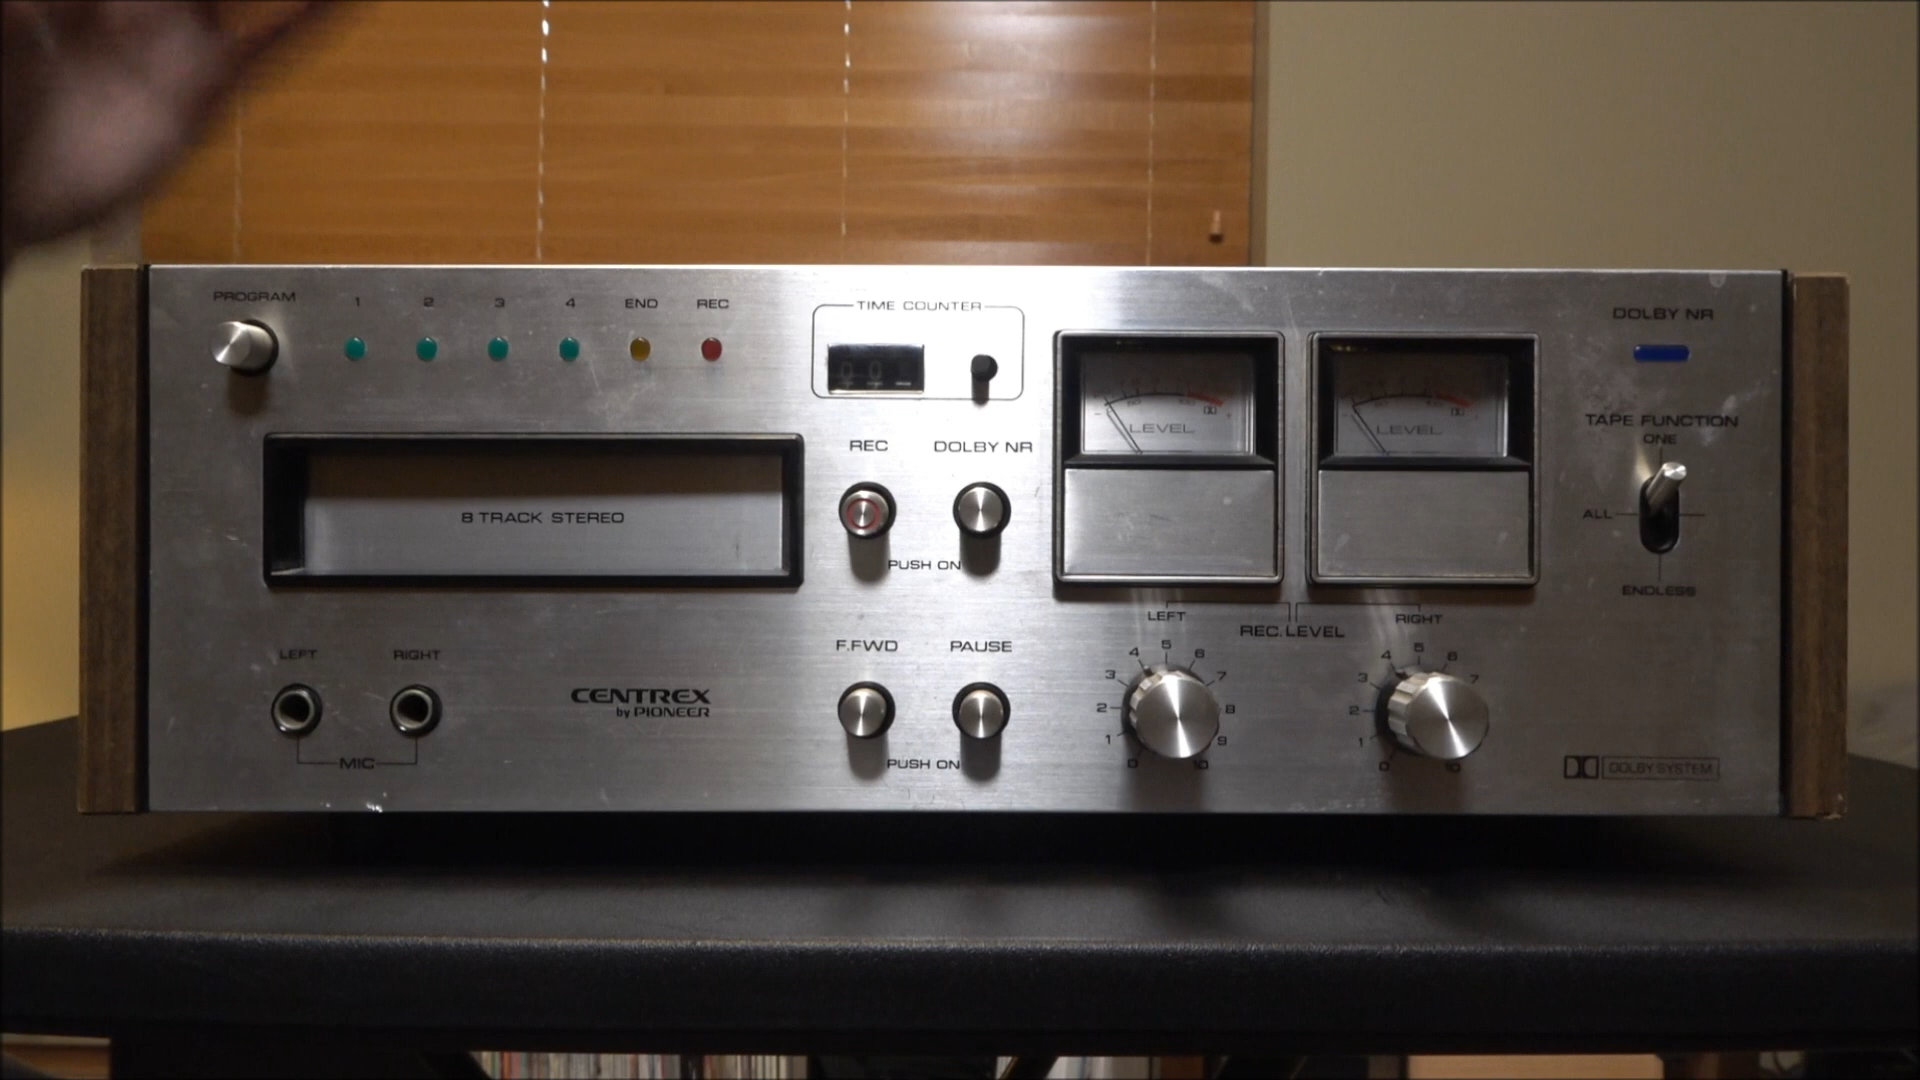 PROGRAM
1 2 3 4 END REC
TIME COUNTER
DOLBY NR
8 TRACK STEREO
REC DOLBY NR
PUSH ON
LEVEL
LEVEL
TAPE FUNCTION
ONE
ALL
ENDLESS
LEFT RIGHT
MIC
CENTREX
by PIONEER
F.FWD PAUSE
PUSH ON
LEFT RIGHT
REC. LEVEL
0 1 2 3 4 5 6 7 8 9 10
0 1 2 3 4 5 6 7 10
DOLBY SYSTEM